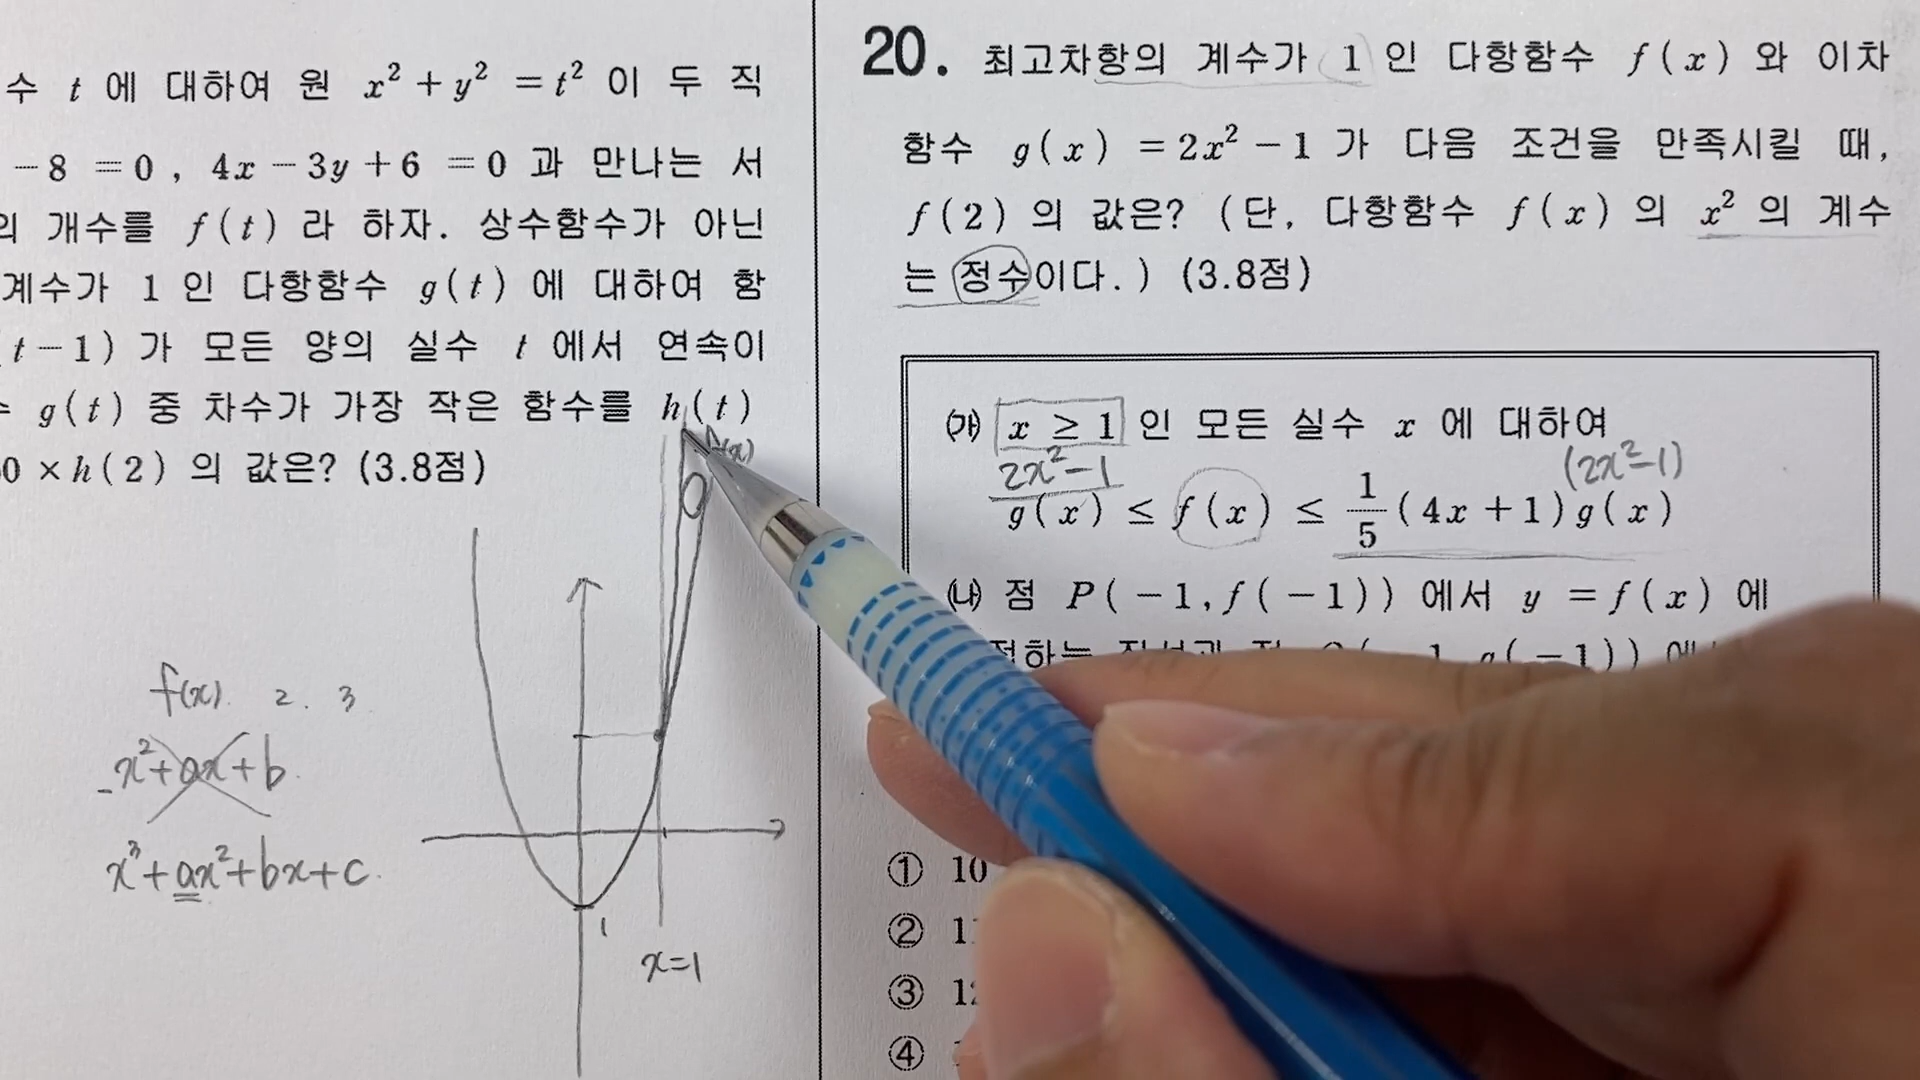 수 t 에 대하여 원 x² + y² = t² 이 두 직
-8 = 0 , 4x - 3y + 6 = 0 과 만나는 서
의 개수를 f(t) 라 하자. 상수함수가 아닌
계수가 1 인 다항함수 g(t) 에 대하여 함
t-1) 가 모든 양의 실수 t 에서 연속이
g(t) 중 차수가 가장 작은 함수를 h(t)
0 × h(2) 의 값은? (3.8점)
f(x). 2. 3
x²+ax+b
x³+ax²+bx+c.
1
x=1
20. 최고차항의 계수가 1 인 다항함수 f(x) 와 이차
함수 g(x) = 2x² - 1 가 다음 조건을 만족시킬 때,
f(2) 의 값은? (단, 다항함수 f(x) 의 x² 의 계수
는 정수이다.) (3.8점)
(가) x ≥ 1 인 모든 실수 x 에 대하여
2x²-1 (2x²-1)
g(x) ≤ f(x) ≤ 1/5 (4x+1)g(x)
(나) 점 P(-1, f(-1)) 에서 y = f(x) 에
① 10
②
③
④